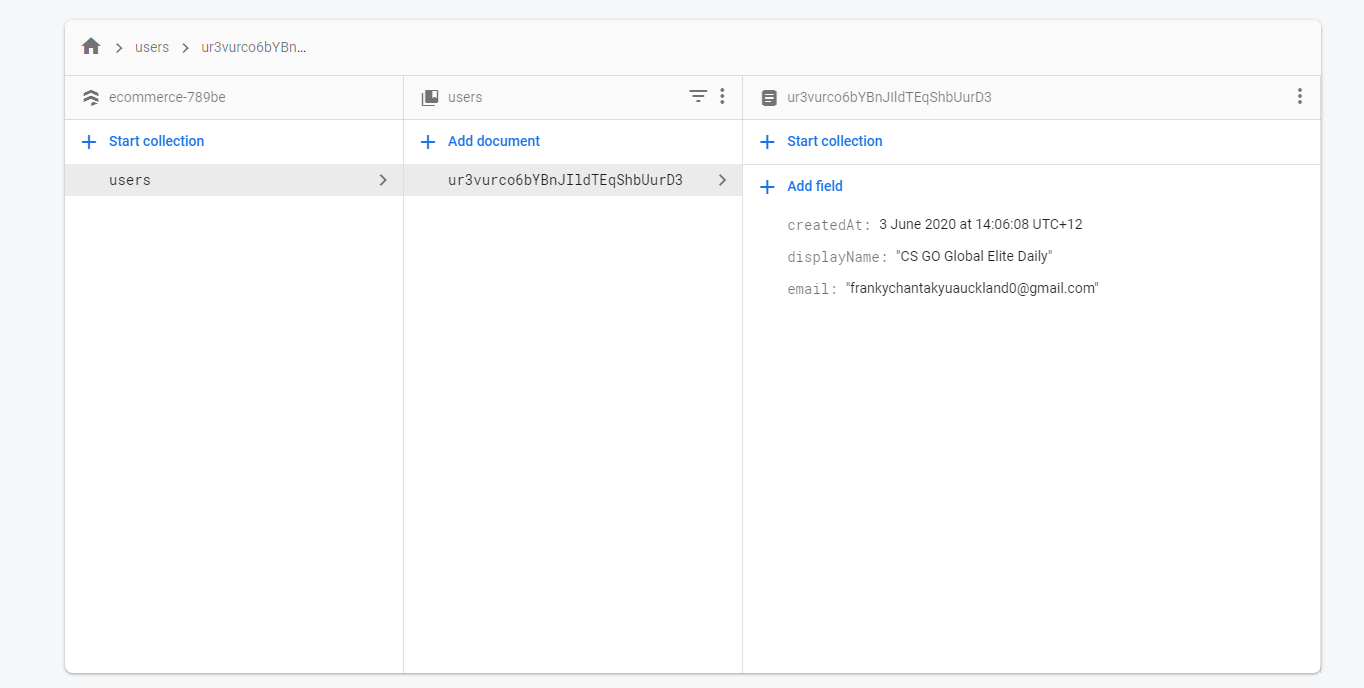 users
ur3vurco6bYBn...
ecommerce-789be
users
ur3vurco6bYBnJIldTEqShbUurD3
Start collection
Add document
Start collection
users
ur3vurco6bYBnJIldTEqShbUurD3
Add field
createdAt: 3 June 2020 at 14:06:08 UTC+12
displayName: "CS GO Global Elite Daily"
email: "frankychantakyuauckland0@gmail.com"